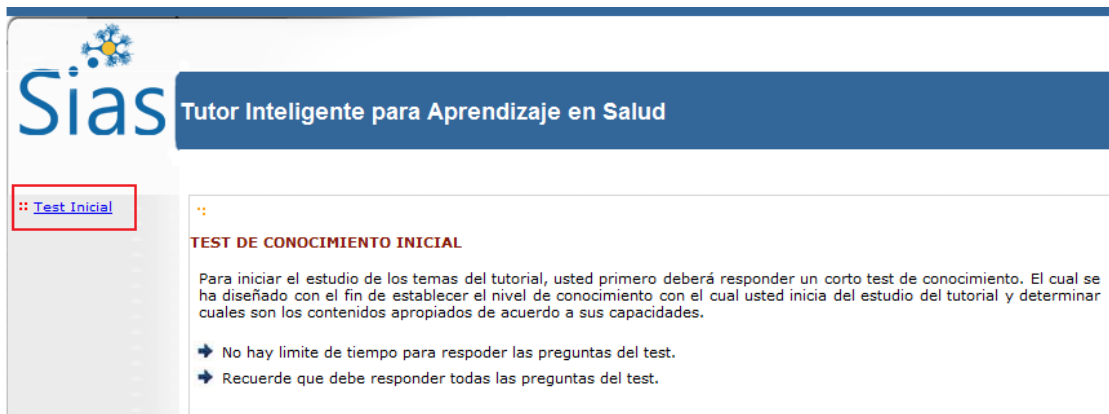 Sias
Tutor Inteligente para Aprendizaje en Salud
Test Inicial
TEST DE CONOCIMIENTO INICIAL
Para iniciar el estudio de los temas del tutorial, usted primero deberá responder un corto test de conocimiento. El cual se
ha diseñado con el fin de establecer el nivel de conocimiento con el cual usted inicia del estudio del tutorial y determinar
cuales son los contenidos apropiados de acuerdo a sus capacidades.
No hay limite de tiempo para respoder las preguntas del test.
Recuerde que debe responder todas las preguntas del test.